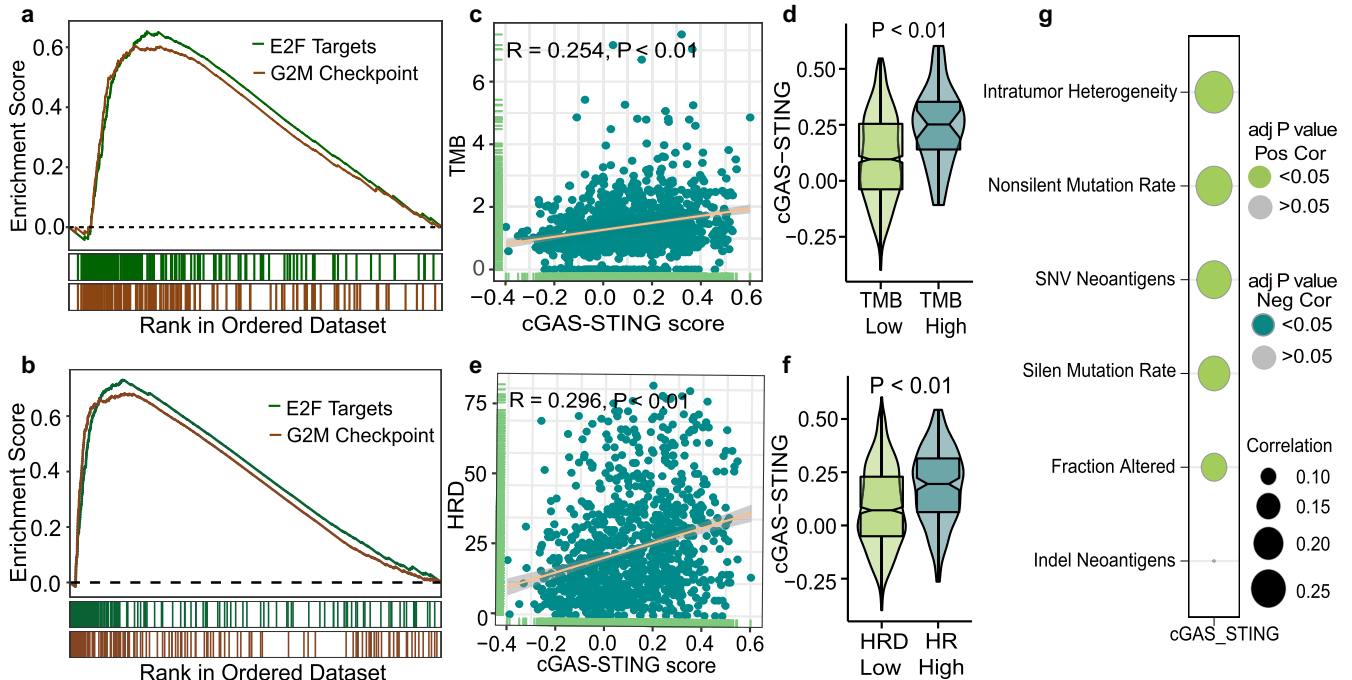 a
Enrichment Score
0.6
0.4
0.2
0.0
E2F Targets
G2M Checkpoint
Rank in Ordered Dataset
b
Enrichment Score
0.6
0.4
0.2
0.0
E2F Targets
G2M Checkpoint
Rank in Ordered Dataset
c
R = 0.254, P < 0.01
TMB
6
4
2
0
−0.4 −0.2 0.0 0.2 0.4 0.6
cGAS-STING score
d
P < 0.01
cGAS−STING
0.50
0.25
0.00
−0.25
TMB Low
TMB High
e
R = 0.296, P < 0.01
HRD
75
50
25
0
−0.4 −0.2 0.0 0.2 0.4 0.6
cGAS-STING score
f
P < 0.01
cGAS−STING
0.50
0.25
0.00
−0.25
HRD Low
HR High
g
Intratumor Heterogeneity
Nonsilent Mutation Rate
SNV Neoantigens
Silen Mutation Rate
Fraction Altered
Indel Neoantigens
cGAS_STING
adj P value
Pos Cor
<0.05
>0.05
adj P value
Neg Cor
<0.05
>0.05
Correlation
0.10
0.15
0.20
0.25